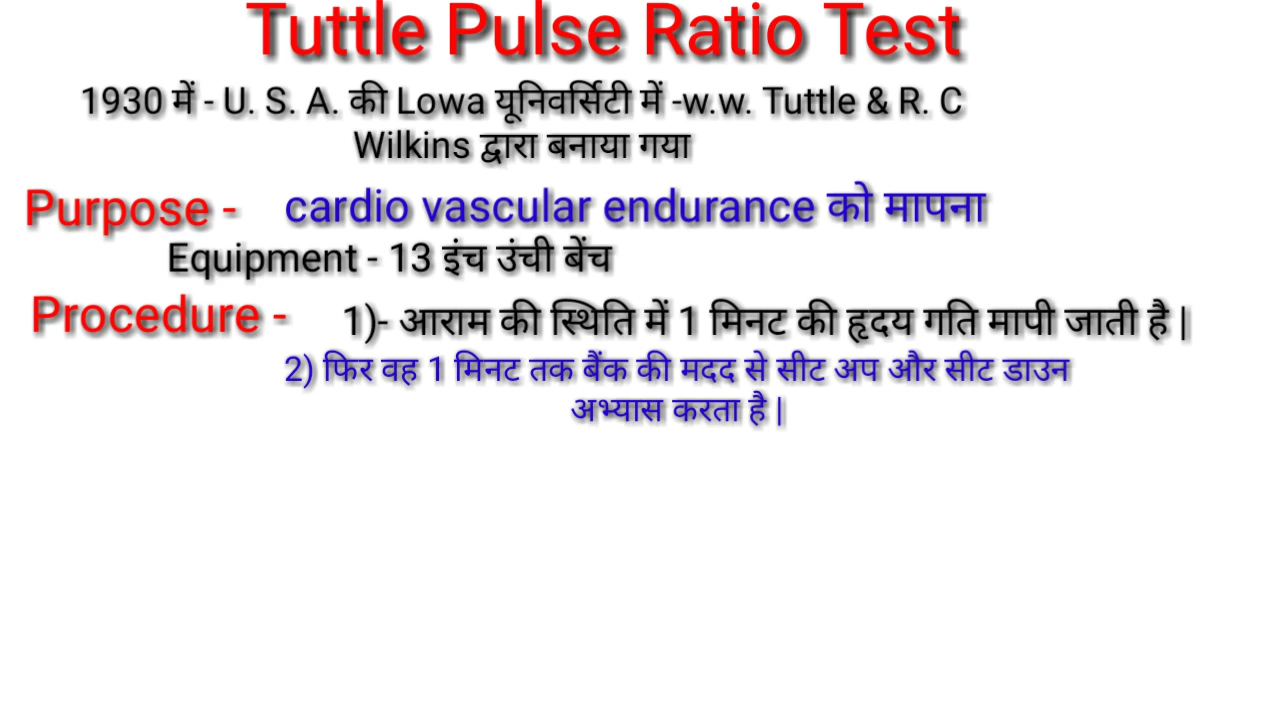 Tuttle Pulse Ratio Test
1930 में - U. S. A. की Lowa यूनिवर्सिटी में -w.w. Tuttle & R. C
Wilkins द्वारा बनाया गया
Purpose - cardio vascular endurance को मापना
Equipment - 13 इंच उंची बेंच
Procedure - 1)- आराम की स्थिति में 1 मिनट की हृदय गति मापी जाती है |
2) फिर वह 1 मिनट तक बैंक की मदद से सीट अप और सीट डाउन
अभ्यास करता है |